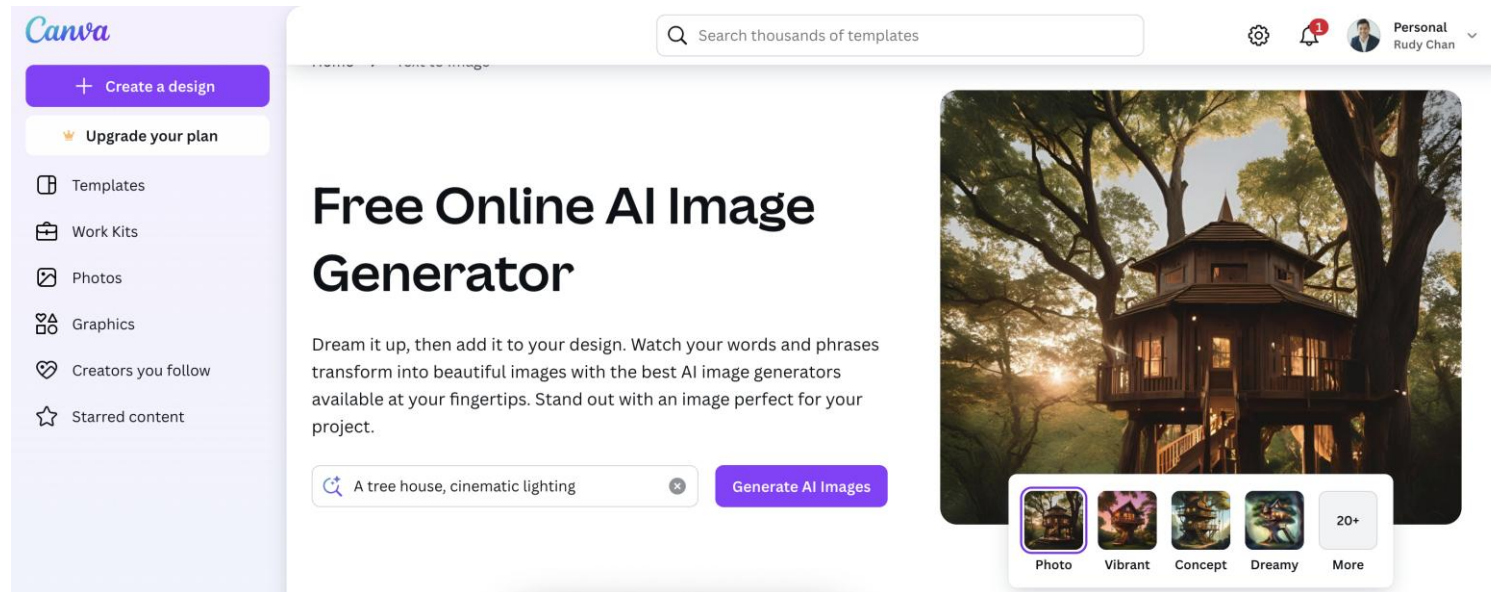 Canva
Create a design
Upgrade your plan
Templates
Work Kits
Photos
Graphics
Creators you follow
Starred content
Search thousands of templates
1
Personal
Rudy Chan
Home > Text to Image
Free Online AI Image
Generator
Dream it up, then add it to your design. Watch your words and phrases
transform into beautiful images with the best AI image generators
available at your fingertips. Stand out with an image perfect for your
project.
A tree house, cinematic lighting
Generate AI Images
20+
Photo
Vibrant
Concept
Dreamy
More